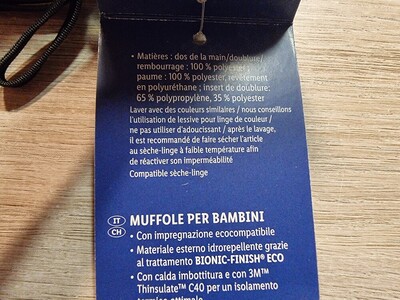 • Matières : dos de la main/doublure/
rembourrage : 100 % polyester ;
paume : 100 % polyester, revêtement
en polyuréthane ; insert de doublure:
65 % polypropylène, 35 % polyester
Laver avec des couleurs similaires / nous conseillons
l'utilisation de lessive pour linge de couleur /
ne pas utiliser d'adoucissant / après le lavage,
il est recommandé de faire sécher l'article
au sèche-linge à faible température afin
de réactiver son imperméabilité
Compatible sèche-linge
IT MUFFOLE PER BAMBINI
CH • Con impregnazione ecocompatibile
• Materiale esterno idrorepellente grazie
al trattamento BIONIC-FINISH® ECO
• Con calda imbottitura e con 3M™
Thinsulate™ C40 per un isolamento
termico ottimale